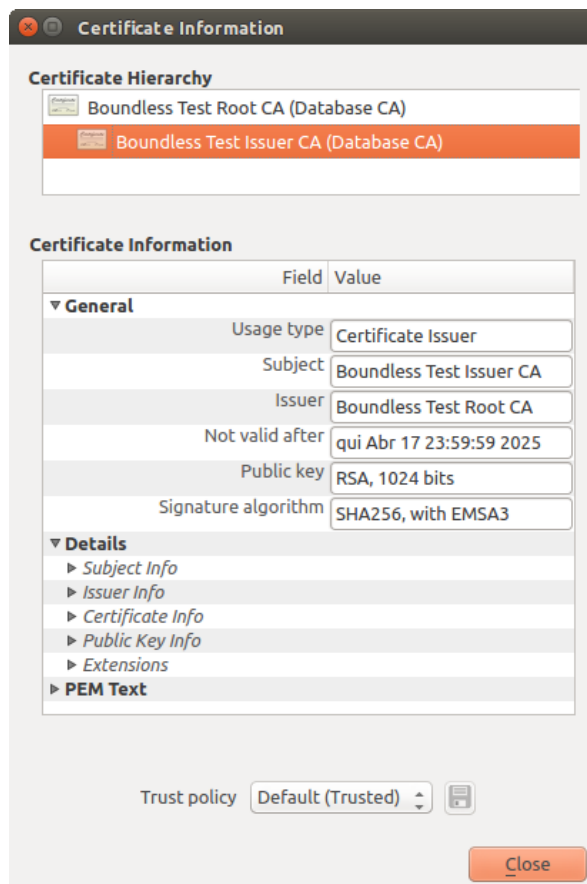 Certificate Information
Certificate Hierarchy
Boundless Test Root CA (Database CA)
Boundless Test Issuer CA (Database CA)
Certificate Information
Field Value
General
Usage type Certificate Issuer
Subject Boundless Test Issuer CA
Issuer Boundless Test Root CA
Not valid after qui Abr 17 23:59:59 2025
Public key RSA, 1024 bits
Signature algorithm SHA256, with EMSA3
Details
Subject Info
Issuer Info
Certificate Info
Public Key Info
Extensions
PEM Text
Trust policy Default (Trusted)
Close